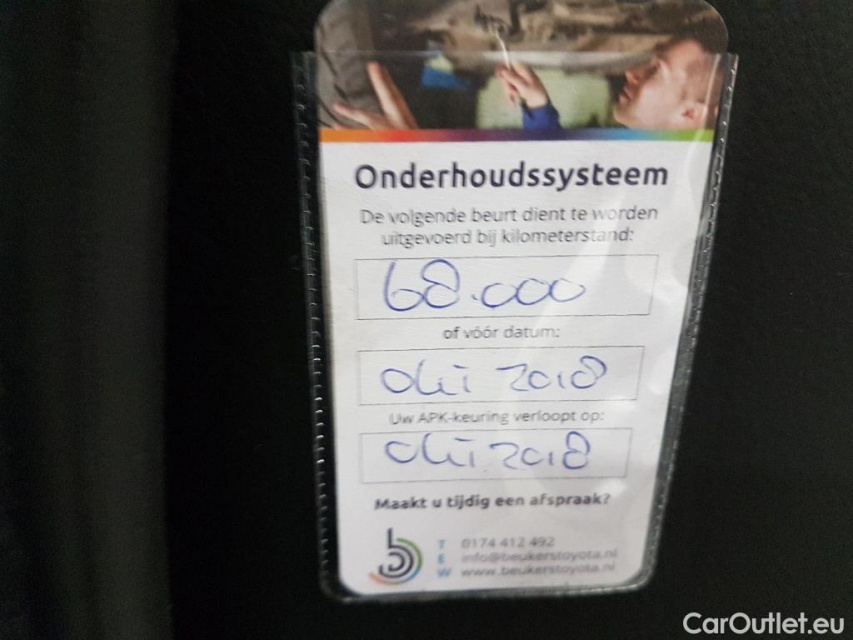 Onderhoudssysteem
De volgende beurt dient te worden
uitgevoerd bij kilometerstand:
68.000
of vóór datum:
okt 2018
Uw APK-keuring verloopt op:
okt 2018
Maakt u tijdig een afspraak?
T 0174 412 492
E info@beukerstoyota.nl
W www.beukerstoyota.nl
CarOutlet.eu